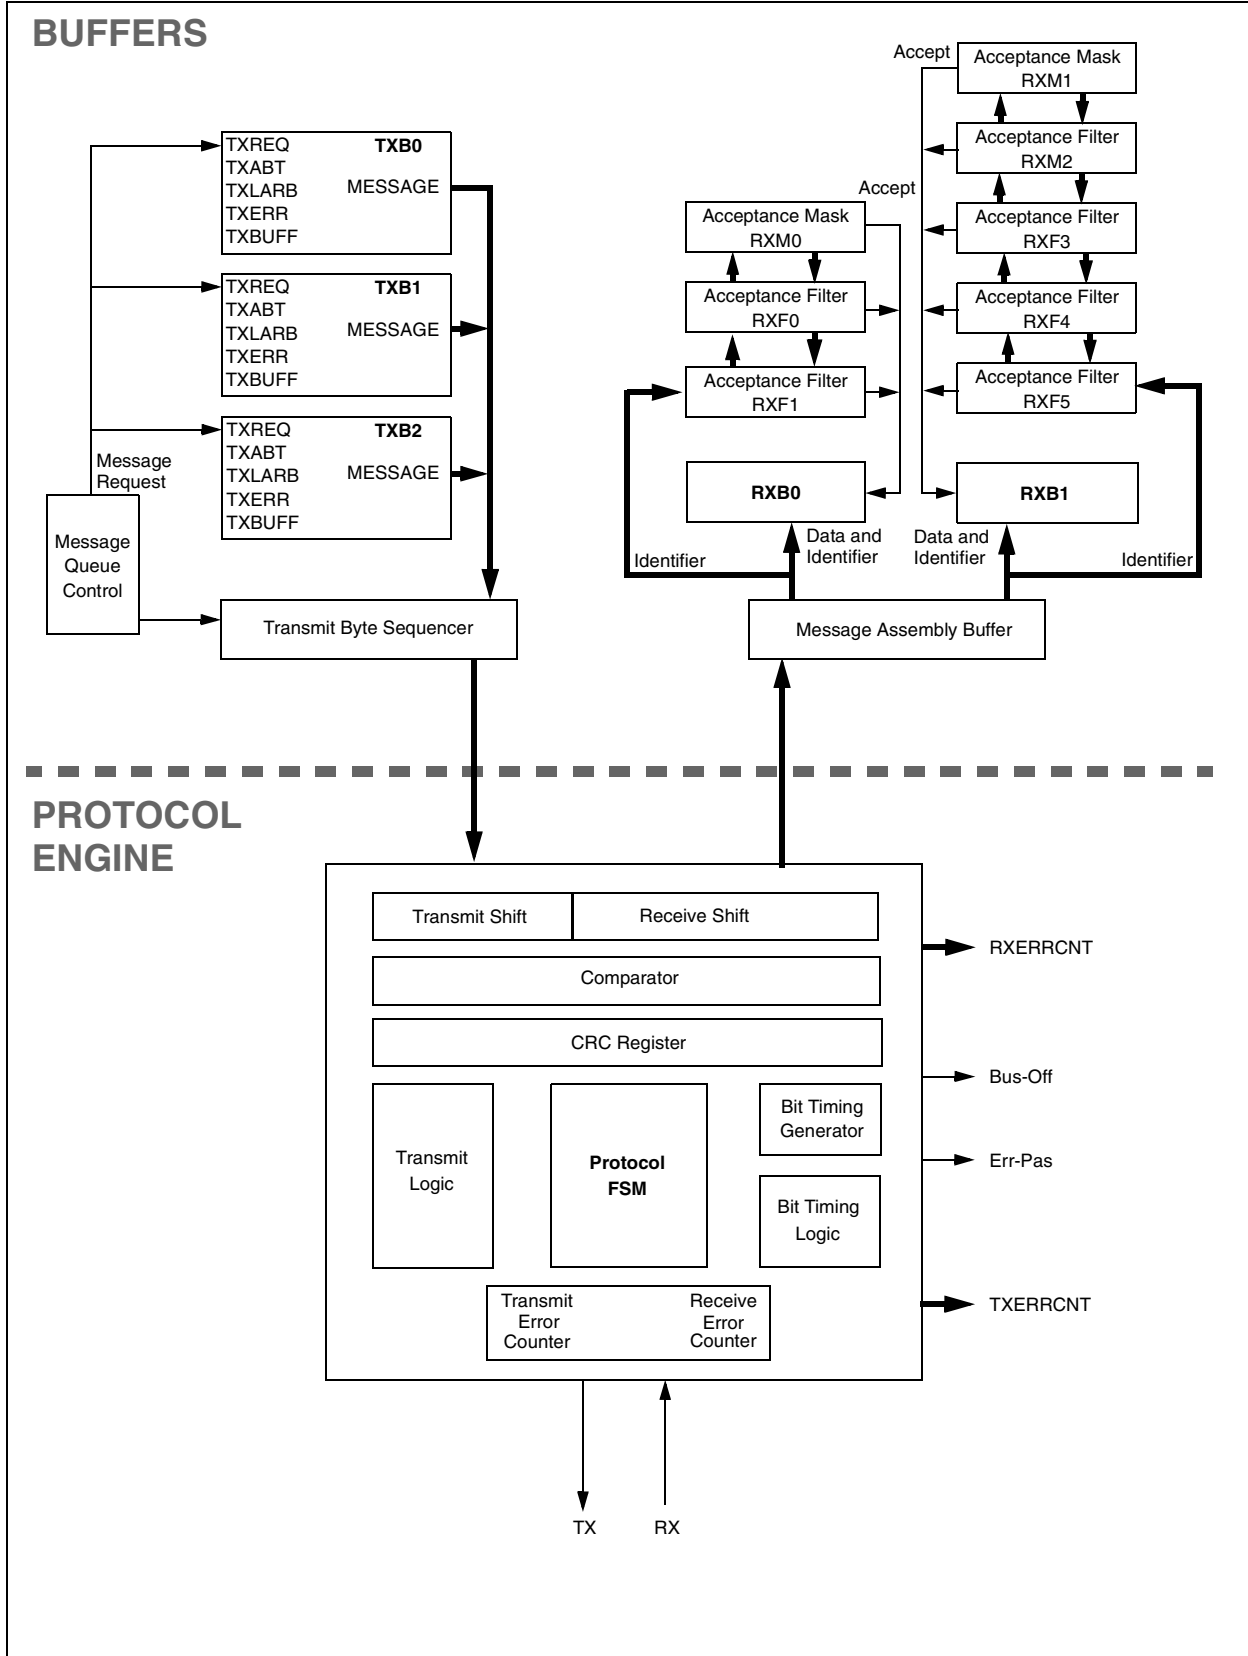 BUFFERS
TXREQ TXB0
TXABT
TXLARB MESSAGE
TXERR
TXBUFF
TXREQ TXB1
TXABT
TXLARB MESSAGE
TXERR
TXBUFF
TXREQ TXB2
TXABT
TXLARB MESSAGE
TXERR
TXBUFF
Message
Request
Message
Queue
Control
Transmit Byte Sequencer
Accept
Acceptance Mask
RXM1
Acceptance Filter
RXM2
Accept
Acceptance Mask
RXM0
Acceptance Filter
RXF3
Acceptance Filter
RXF0
Acceptance Filter
RXF4
Acceptance Filter
RXF1
Acceptance Filter
RXF5
RXB0
RXB1
Identifier
Data and
Identifier
Data and
Identifier
Identifier
Message Assembly Buffer
PROTOCOL
ENGINE
Transmit Shift
Receive Shift
Comparator
CRC Register
Transmit
Logic
Protocol
FSM
Bit Timing
Generator
Bit Timing
Logic
Transmit
Error
Counter
Receive
Error
Counter
RXERRCNT
Bus-Off
Err-Pas
TXERRCNT
TX
RX